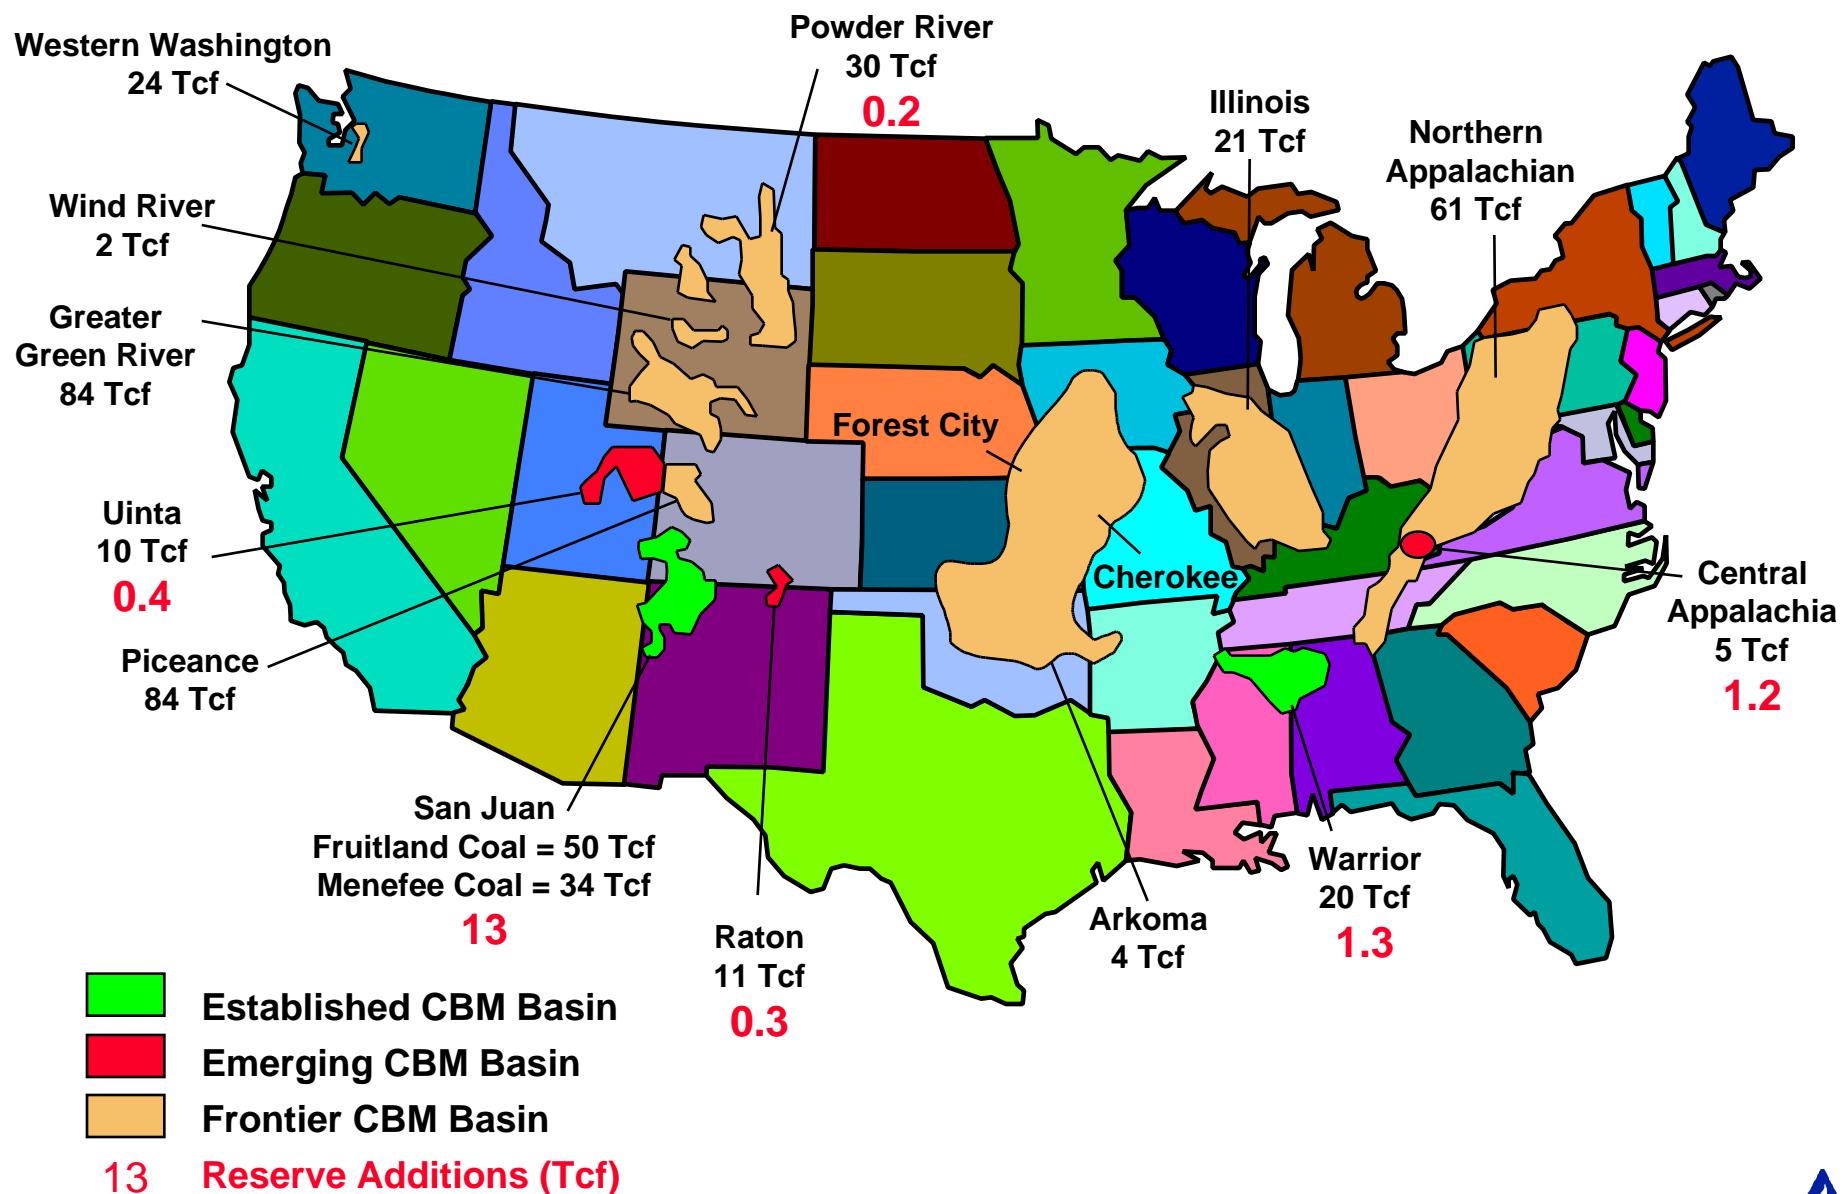 Western Washington
24 Tcf
Powder River
30 Tcf
0.2
Illinois
21 Tcf
Northern
Appalachian
61 Tcf
Wind River
2 Tcf
Greater
Green River
84 Tcf
Forest City
Uinta
10 Tcf
0.4
Cherokee
Central
Appalachia
5 Tcf
1.2
Piceance
84 Tcf
San Juan
Fruitland Coal = 50 Tcf
Menefee Coal = 34 Tcf
13
Raton
11 Tcf
0.3
Arkoma
4 Tcf
Warrior
20 Tcf
1.3
Established CBM Basin
Emerging CBM Basin
Frontier CBM Basin
13 Reserve Additions (Tcf)